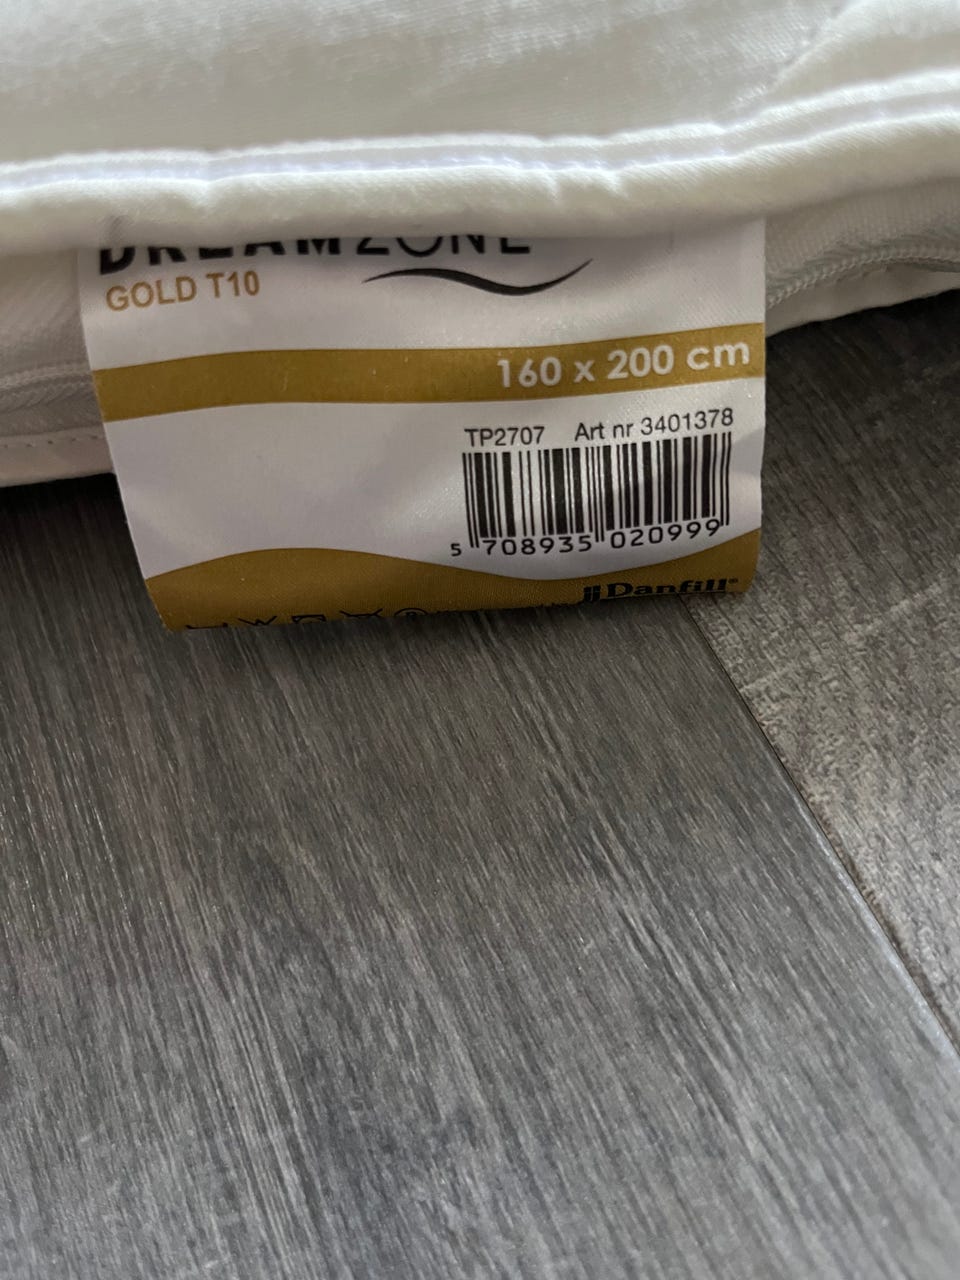 DREAMZONE
GOLD T10
160 x 200 cm
TP2707 Art nr 3401378
5 708935 020999
Danfill®